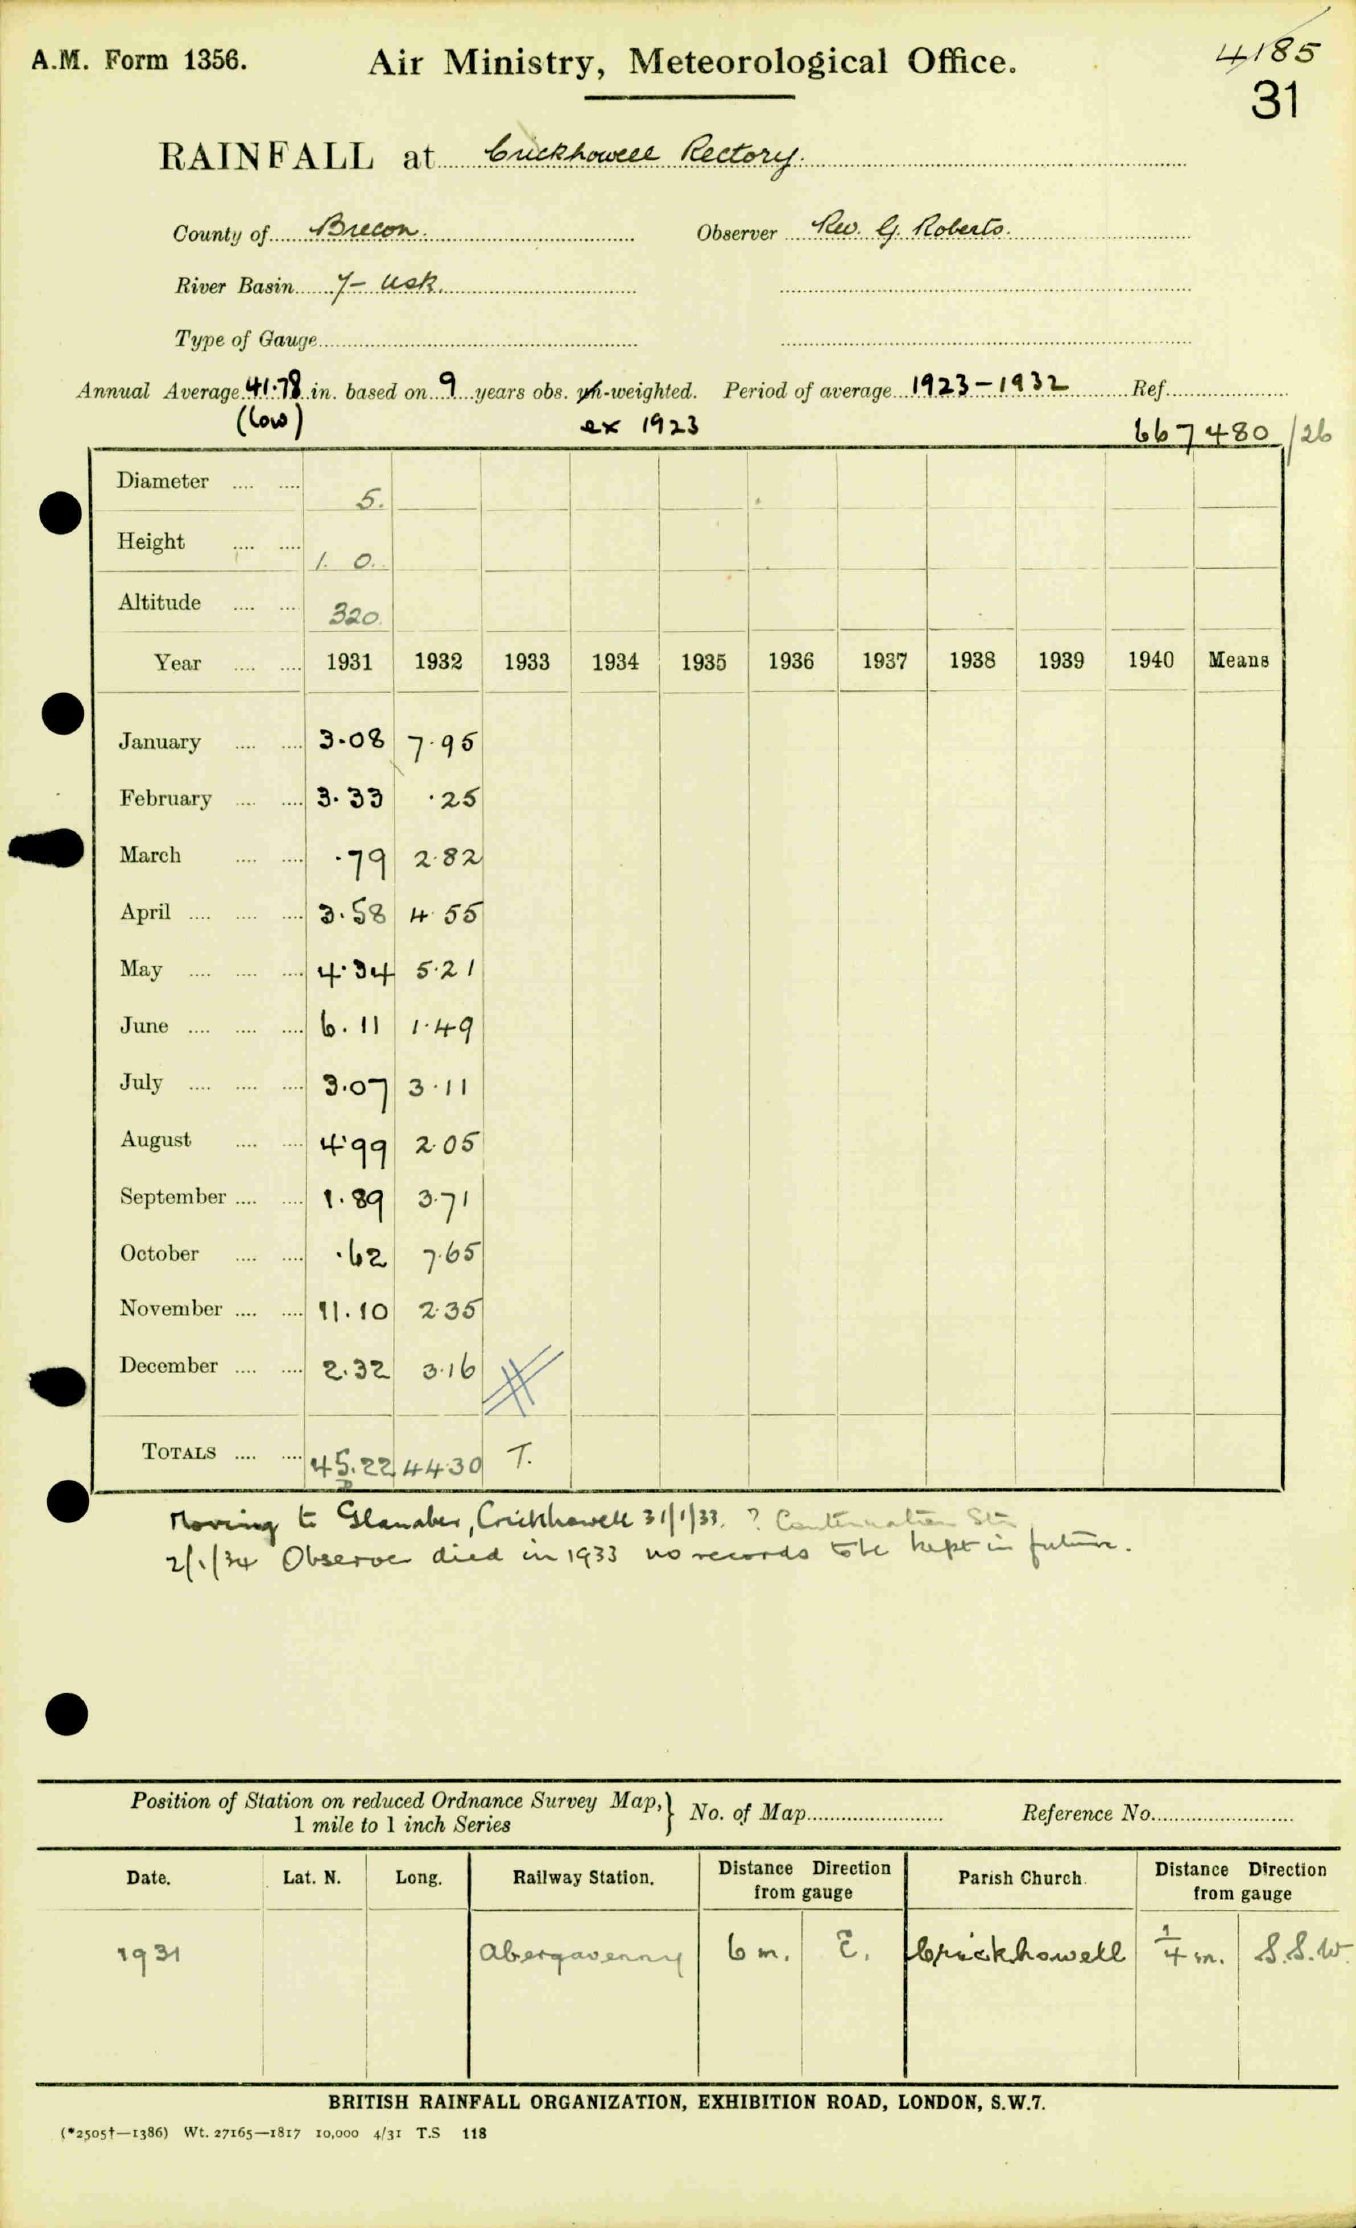 A.M. Form 1356. Air Ministry, Meteorological Office. 4185
31
RAINFALL at Crickhowell Rectory.
County of Brecon. Observer Rev. G. Roberts.
River Basin 7- Usk.
Type of Gauge
Annual Average 41.78 in. based on 9 years obs. un-weighted. Period of average 1923-1932 Ref.
(low) ex 1923 667480/26
Diameter 5.
Height 1. 0.
Altitude 320.
Year 1931 1932 1933 1934 1935 1936 1937 1938 1939 1940 Means
January 3.08 7.95
February 3.33 .25
March .79 2.82
April 3.58 4.55
May 4.34 5.21
June 6.11 1.49
July 3.07 3.11
August 4.99 2.05
September 1.89 3.71
October .62 7.65
November 11.10 2.35
December 2.32 3.16
TOTALS 45.22 44.30 T.
Moving to Glanaber, Crickhowell 31/1/33. ? Continuation Stn
2/1/34 Observer died in 1933 no records to be kept in future.
Position of Station on reduced Ordnance Survey Map, } No. of Map Reference No.
1 mile to 1 inch Series
Date. Lat. N. Long. Railway Station. Distance Direction from gauge Parish Church. Distance Direction from gauge
1931 Abergavenny 6 m. E. Crickhowell 1/4 m. S.S.W.
BRITISH RAINFALL ORGANIZATION, EXHIBITION ROAD, LONDON, S.W.7.
(*2505†—1386) Wt. 27165—1817 10,000 4/31 T.S 118